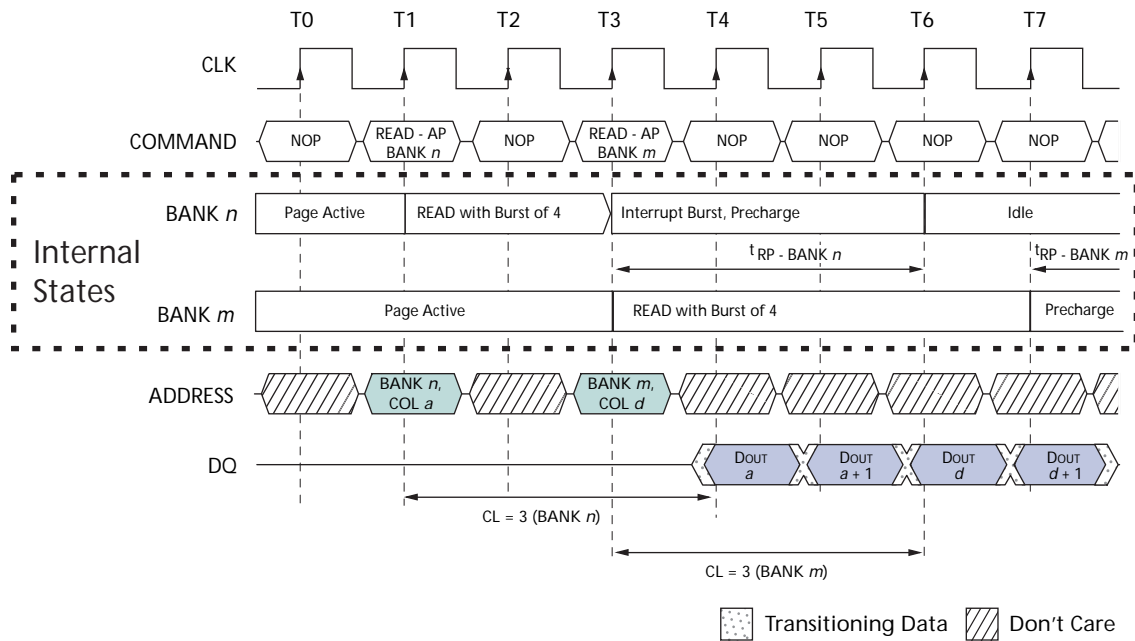 T0 T1 T2 T3 T4 T5 T6 T7
CLK
COMMAND NOP READ - AP BANK n NOP READ - AP BANK m NOP NOP NOP NOP
Internal States
BANK n Page Active READ with Burst of 4 Interrupt Burst, Precharge Idle
tRP - BANK n tRP - BANK m
BANK m Page Active READ with Burst of 4 Precharge
ADDRESS BANK n, COL a BANK m, COL d
DQ DOUT a DOUT a + 1 DOUT d DOUT d + 1
CL = 3 (BANK n)
CL = 3 (BANK m)
Transitioning Data Don't Care